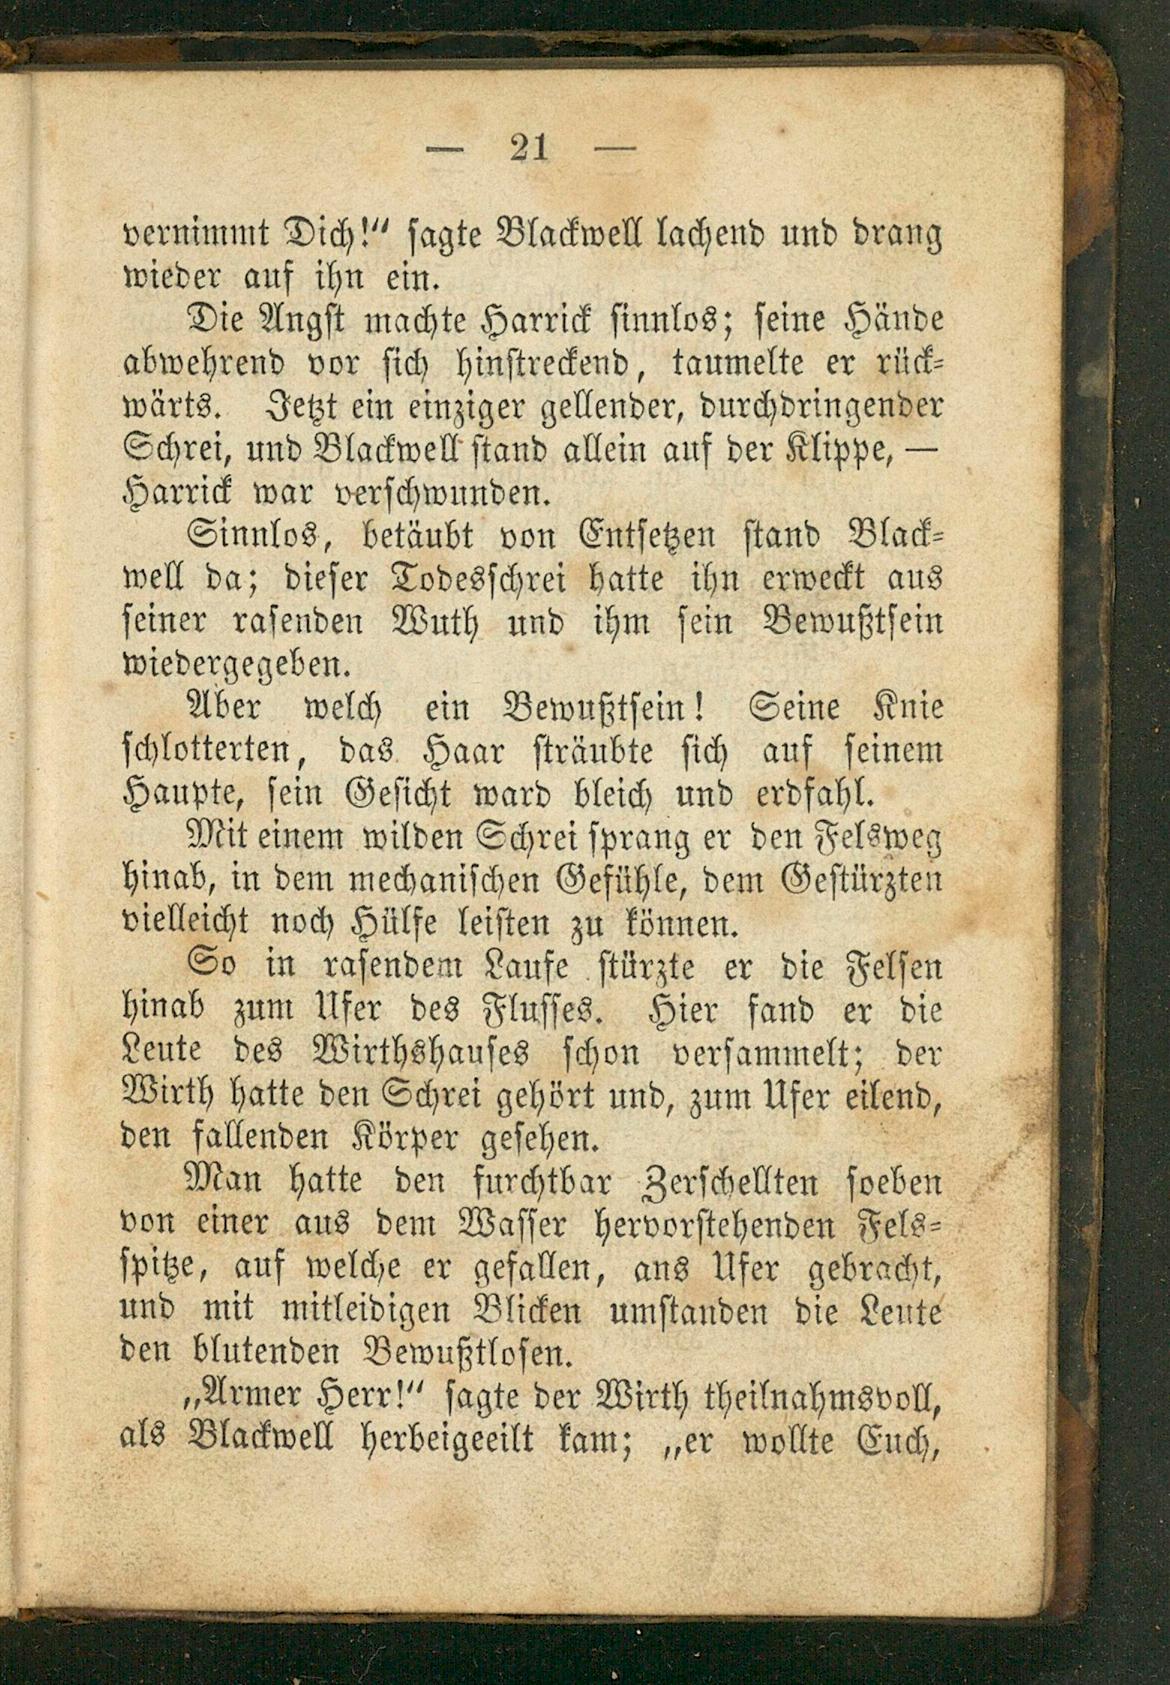 — 21 —
vernimmt Dich!“ sagte Blackwell lachend und drang
wieder auf ihn ein.
Die Angst machte Harrick sinnlos; seine Hände
abwehrend vor sich hinstreckend, taumelte er rück-
wärts. Jetzt ein einziger gellender, durchdringender
Schrei, und Blackwell stand allein auf der Klippe, —
Harrick war verschwunden.
Sinnlos, betäubt von Entsetzen stand Black-
well da; dieser Todesschrei hatte ihn erweckt aus
seiner rasenden Wuth und ihm sein Bewußtsein
wiedergegeben.
Aber welch ein Bewußtsein! Seine Knie
schlotterten, das Haar sträubte sich auf seinem
Haupte, sein Gesicht ward bleich und erdfahl.
Mit einem wilden Schrei sprang er den Felsweg
hinab, in dem mechanischen Gefühle, dem Gestürzten
vielleicht noch Hülfe leisten zu können.
So in rasendem Laufe stürzte er die Felsen
hinab zum Ufer des Flusses. Hier fand er die
Leute des Wirthshauses schon versammelt; der
Wirth hatte den Schrei gehört und, zum Ufer eilend,
den fallenden Körper gesehen.
Man hatte den furchtbar Zerschellten soeben
von einer aus dem Wasser hervorstehenden Fels-
spitze, auf welche er gefallen, ans Ufer gebracht,
und mit mitleidigen Blicken umstanden die Leute
den blutenden Bewußtlosen.
„Armer Herr!“ sagte der Wirth theilnahmsvoll,
als Blackwell herbeigeeilt kam; „er wollte Euch,